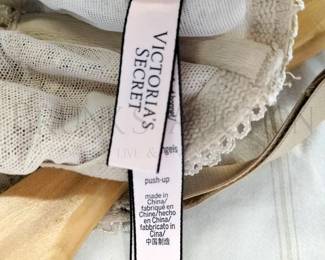 VICTORIA'S
SECRET
ngels
push-up
made in
China/
fabriqué en
Chine/hecho
en China/
fabbricato in
Cina/
中国制造